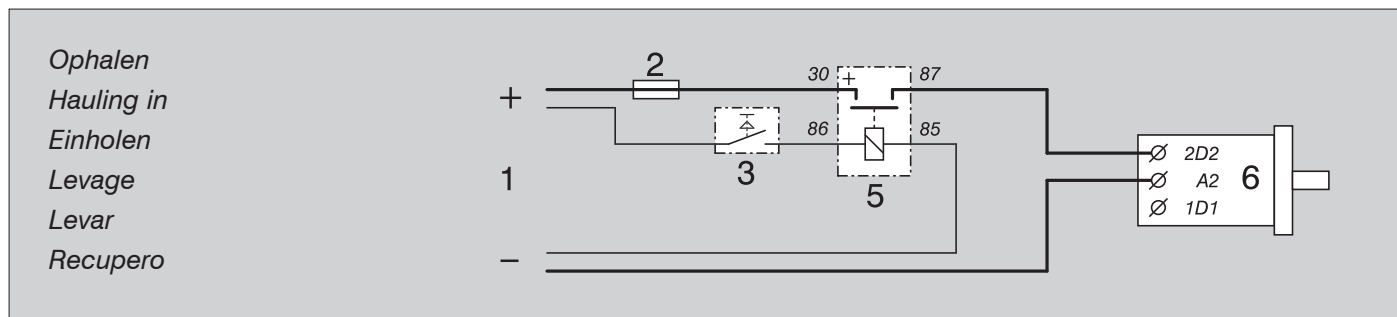 Ophalen
Hauling in
Einholen
Levage
Levar
Recupero
+
1
–
2
3
30
+
87
86
85
5
2D2
A2
1D1
6